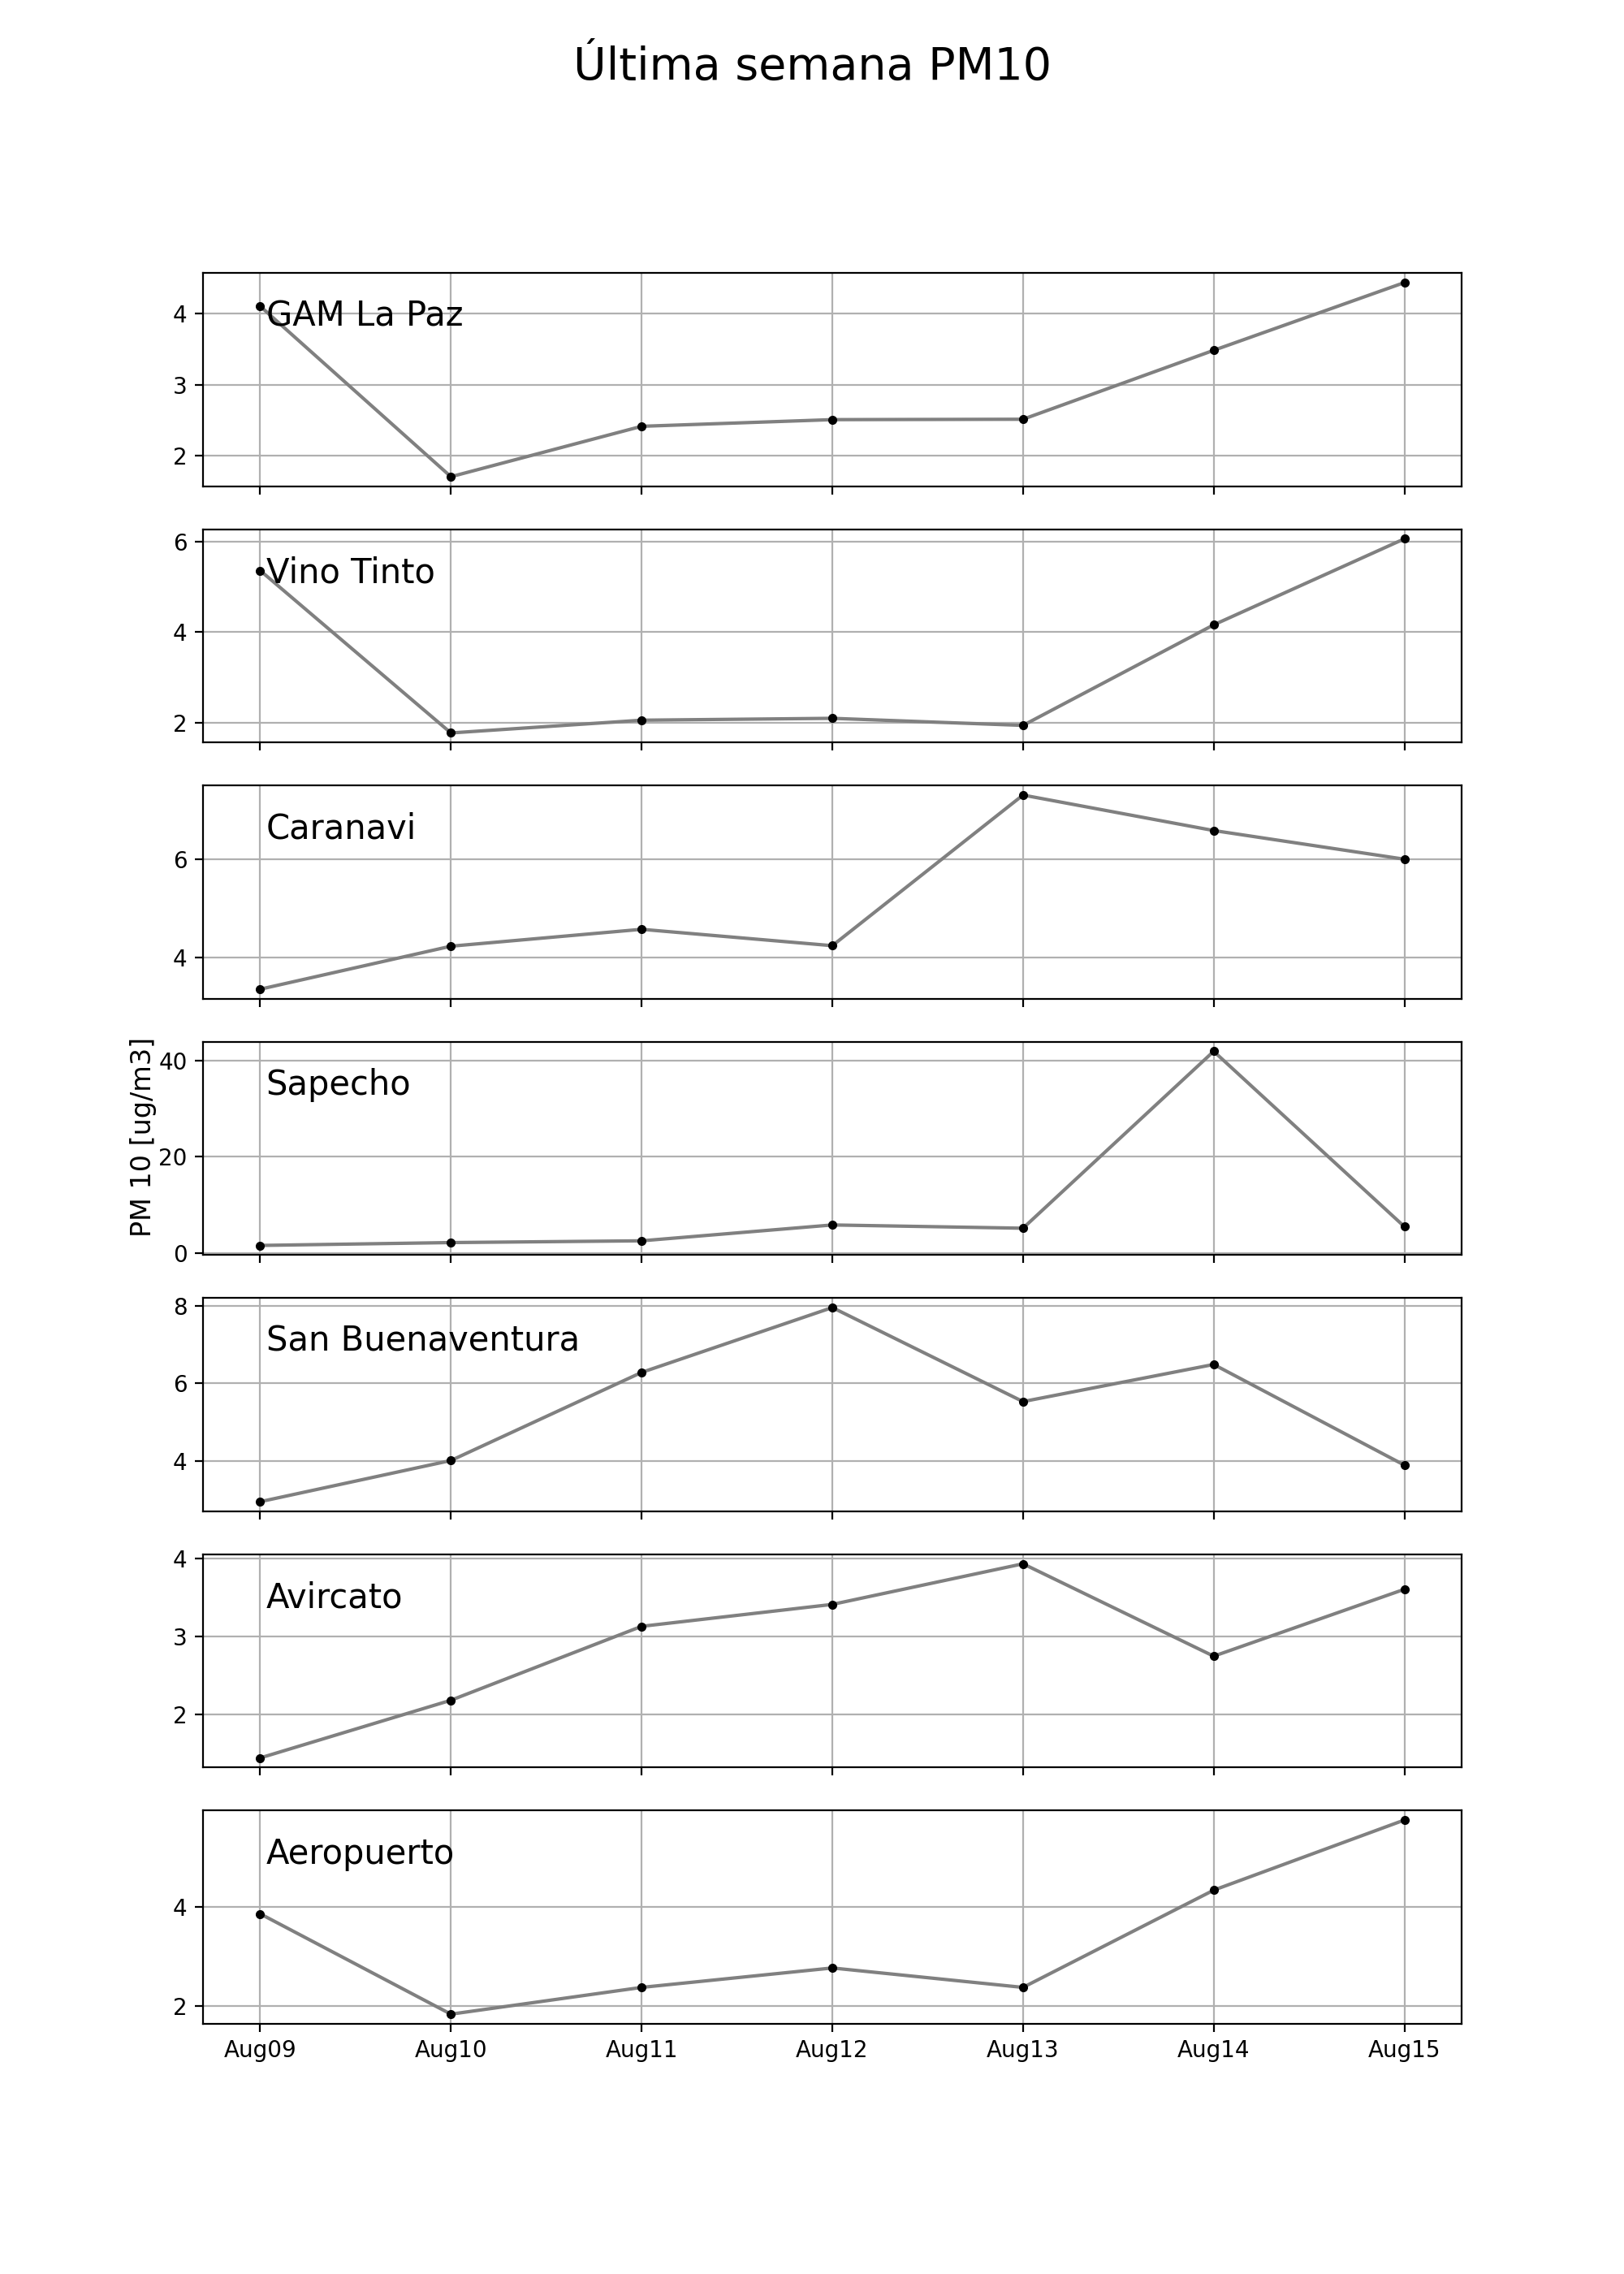 Última semana PM10
GAM La Paz
4
3
2
Vino Tinto
6
4
2
Caranavi
6
4
PM 10 [ug/m3]
Sapecho
40
20
0
San Buenaventura
8
6
4
Avircato
4
3
2
Aeropuerto
4
2
Aug09 Aug10 Aug11 Aug12 Aug13 Aug14 Aug15